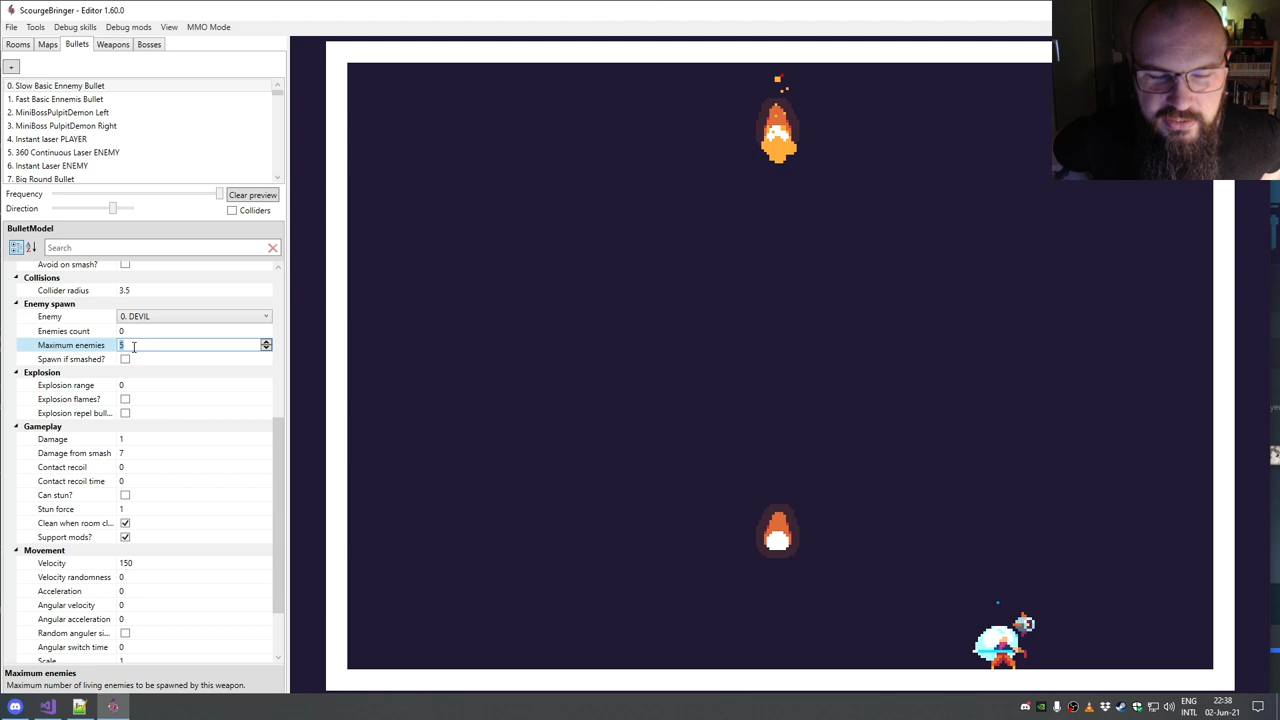 ScourgeBringer - Editor 1.60.0
File Tools Debug skills Debug mods View MMO Mode
Rooms Maps Bullets Weapons Bosses
+
0. Slow Basic Ennemy Bullet
1. Fast Basic Ennemis Bullet
2. MiniBossPulpitDemon Left
3. MiniBoss PulpitDemon Right
4. Instant laser PLAYER
5. 360 Continuous Laser ENEMY
6. Instant Laser ENEMY
7. Big Round Bullet
Frequency Clear preview
Direction Colliders
BulletModel
Search
Avoid on smash?
Collisions
Collider radius 3.5
Enemy spawn
Enemy 0. DEVIL
Enemies count 0
Maximum enemies 5
Spawn if smashed?
Explosion
Explosion range 0
Explosion flames?
Explosion repel bull...
Gameplay
Damage 1
Damage from smash 7
Contact recoil 0
Contact recoil time 0
Can stun?
Stun force 1
Clean when room cl...
Support mods?
Movement
Velocity 150
Velocity randomness 0
Acceleration 0
Angular velocity 0
Angular acceleration 0
Random anguler si...
Angular switch time 0
Scale 1
Maximum enemies
Maximum number of living enemies to be spawned by this weapon.
ENG 22:38
INTL 02-Jun-21